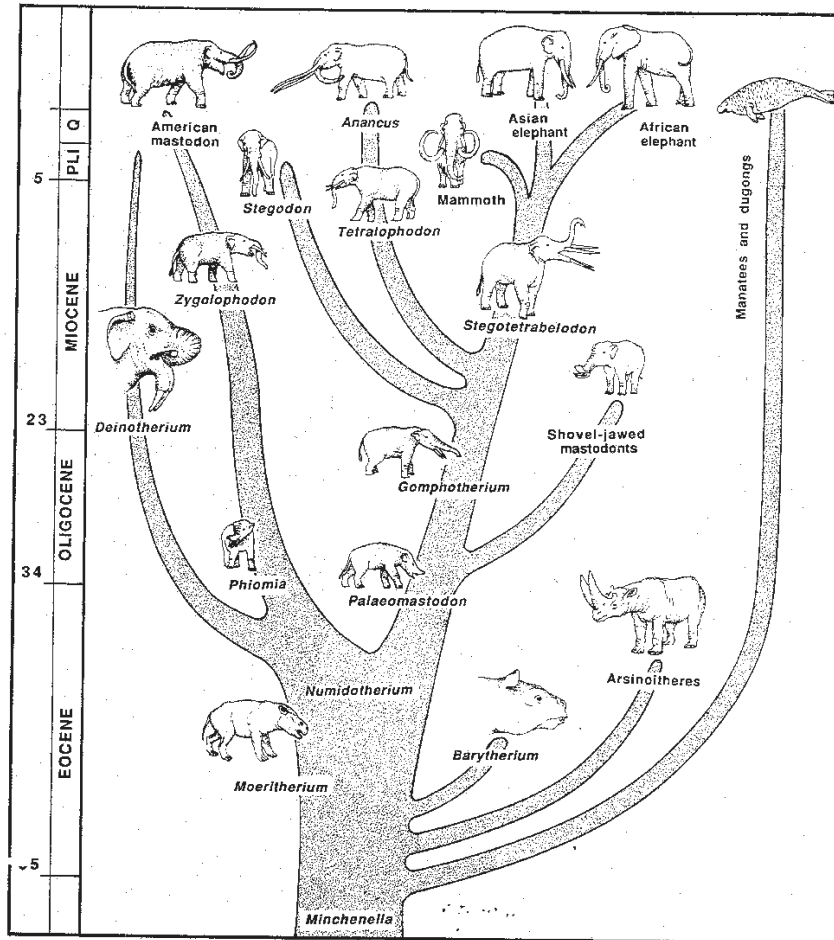 American
mastodon
Anancus
Asian
elephant
African
elephant
Q
PLI
5
Stegodon
Tetralophodon
Mammoth
Zygolophodon
Stegotetrabelodon
Manatees and dugongs
MIOCENE
Deinotherium
23
Shovel-jawed
mastodonts
Gomphotherium
OLIGOCENE
Phiomia
Palaeomastodon
34
Arsinoitheres
Numidotherium
Barytherium
EOCENE
Moeritherium
5
Minchenella